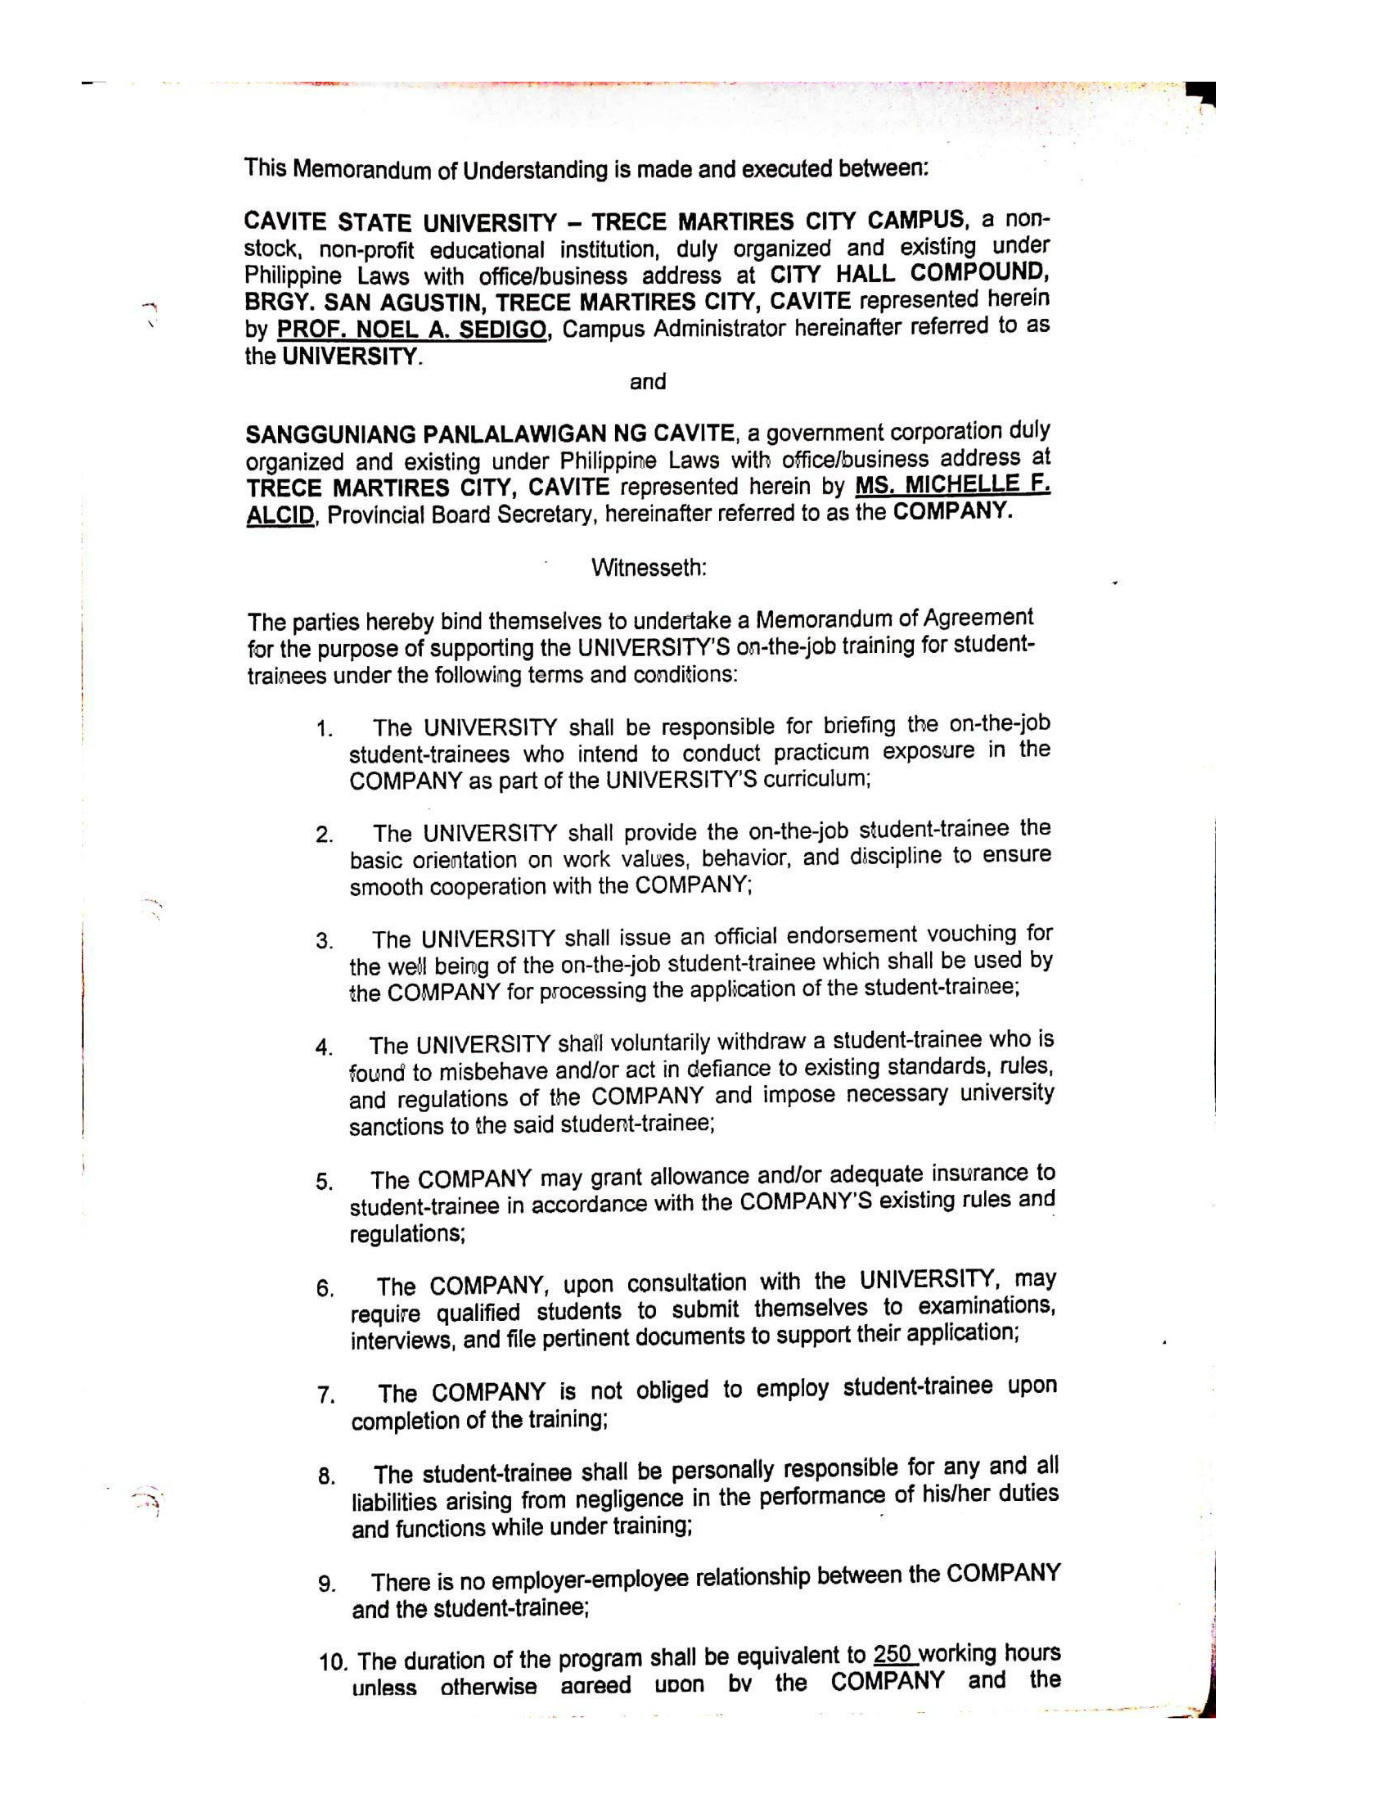 This Memorandum of Understanding is made and executed between:
CAVITE STATE UNIVERSITY – TRECE MARTIRES CITY CAMPUS, a non-
stock, non-profit educational institution, duly organized and existing under
Philippine Laws with office/business address at CITY HALL COMPOUND,
BRGY. SAN AGUSTIN, TRECE MARTIRES CITY, CAVITE represented herein
by PROF. NOEL A. SEDIGO, Campus Administrator hereinafter referred to as
the UNIVERSITY.
and
SANGGUNIANG PANLALAWIGAN NG CAVITE, a government corporation duly
organized and existing under Philippine Laws with office/business address at
TRECE MARTIRES CITY, CAVITE represented herein by MS. MICHELLE F.
ALCID, Provincial Board Secretary, hereinafter referred to as the COMPANY.
Witnesseth:
The parties hereby bind themselves to undertake a Memorandum of Agreement
for the purpose of supporting the UNIVERSITY'S on-the-job training for student-
trainees under the following terms and conditions:
1. The UNIVERSITY shall be responsible for briefing the on-the-job
student-trainees who intend to conduct practicum exposure in the
COMPANY as part of the UNIVERSITY'S curriculum;
2. The UNIVERSITY shall provide the on-the-job student-trainee the
basic orientation on work values, behavior, and discipline to ensure
smooth cooperation with the COMPANY;
3. The UNIVERSITY shall issue an official endorsement vouching for
the well being of the on-the-job student-trainee which shall be used by
the COMPANY for processing the application of the student-trainee;
4. The UNIVERSITY shall voluntarily withdraw a student-trainee who is
found to misbehave and/or act in defiance to existing standards, rules,
and regulations of the COMPANY and impose necessary university
sanctions to the said student-trainee;
5. The COMPANY may grant allowance and/or adequate insurance to
student-trainee in accordance with the COMPANY'S existing rules and
regulations;
6. The COMPANY, upon consultation with the UNIVERSITY, may
require qualified students to submit themselves to examinations,
interviews, and file pertinent documents to support their application;
7. The COMPANY is not obliged to employ student-trainee upon
completion of the training;
8. The student-trainee shall be personally responsible for any and all
liabilities arising from negligence in the performance of his/her duties
and functions while under training;
9. There is no employer-employee relationship between the COMPANY
and the student-trainee;
10. The duration of the program shall be equivalent to 250 working hours
unless otherwise agreed upon by the COMPANY and the